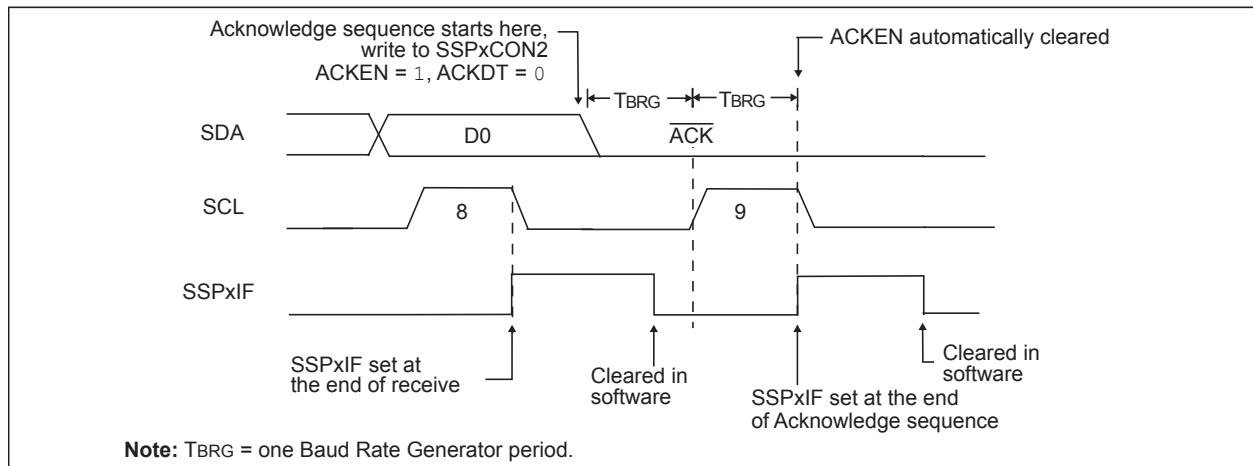 Acknowledge sequence starts here,
write to SSPxCON2
ACKEN = 1, ACKDT = 0
ACKEN automatically cleared
TBRG
TBRG
SDA
D0
ACK
SCL
8
9
SSPxIF
SSPxIF set at
the end of receive
Cleared in
software
SSPxIF set at the end
of Acknowledge sequence
Cleared in
software
Note: TBRG = one Baud Rate Generator period.